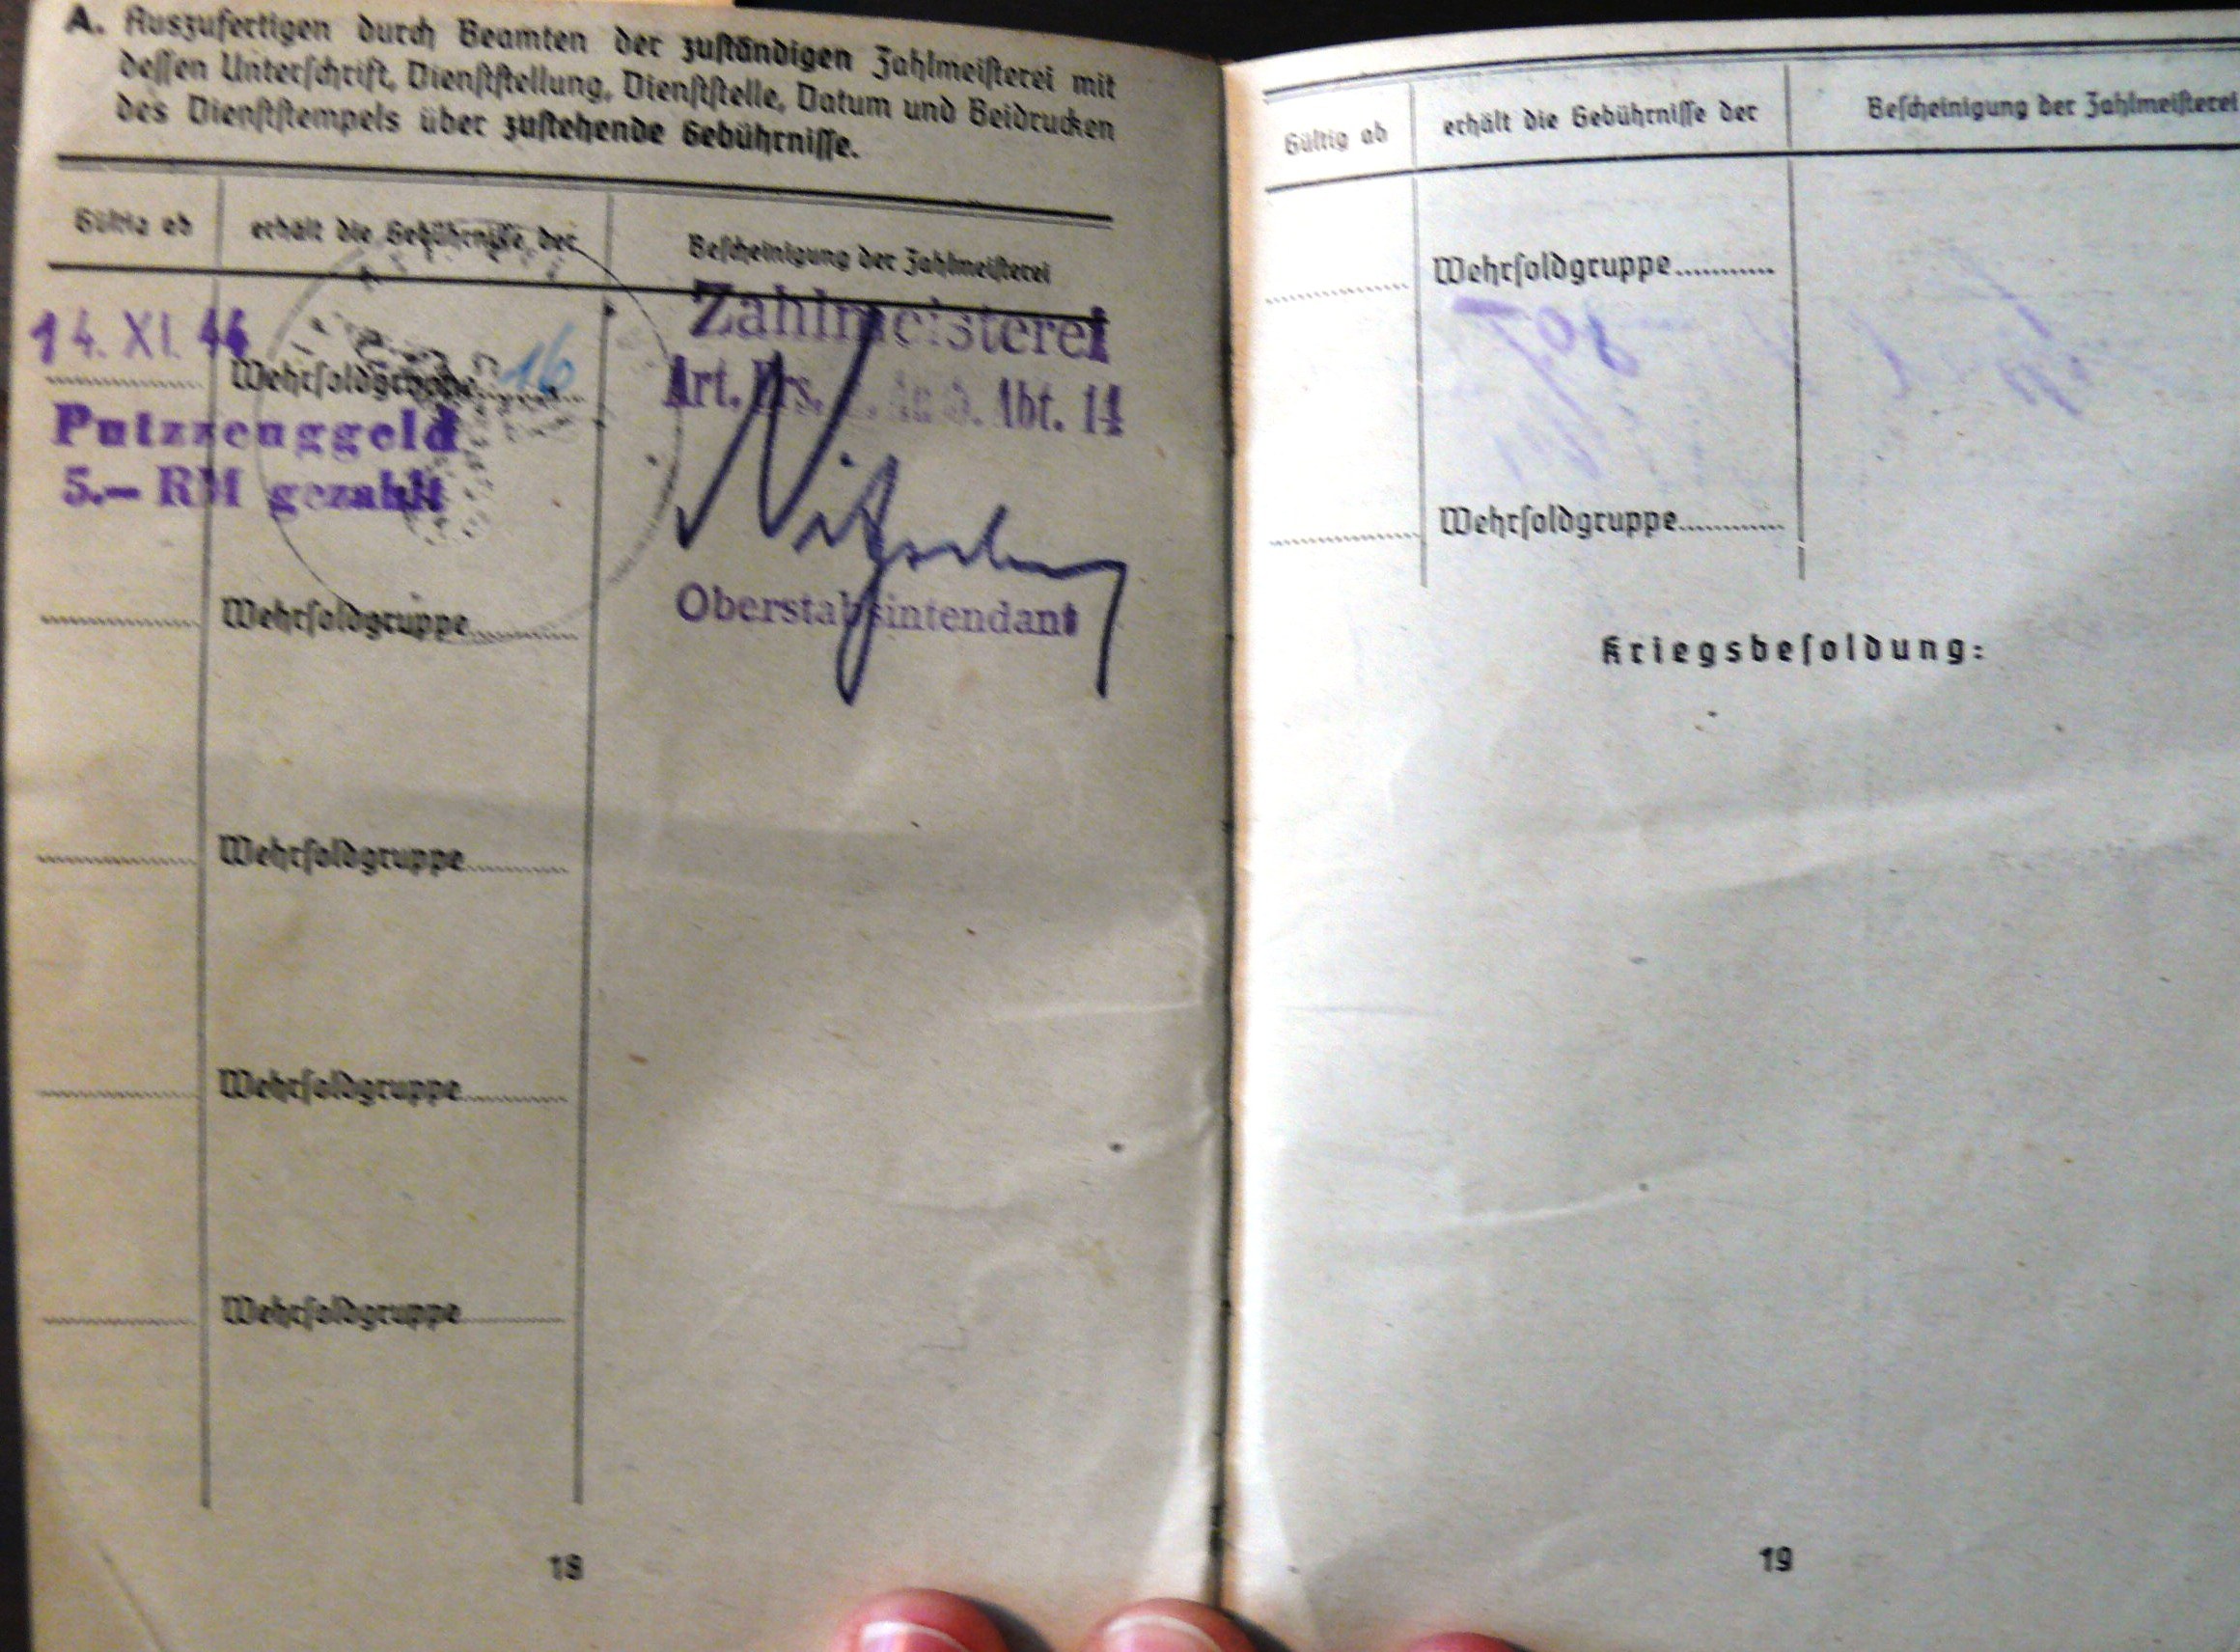 A. Auszufertigen durch Beamten der zuständigen Zahlmeisterei mit
dessen Unterschrift, Dienststellung, Dienststelle, Datum und Beidrucken
des Dienststempels über zustehende Gebührnisse.
Gültig ab
erhält die Gebührnisse der
Bescheinigung der Zahlmeisterei
14. XI. 44
Wehrsoldgruppe 16
Putzzeuggeld
5.— RM gezahlt
Zahlmeisterei
Art. Ers. Abt. 14
Oberstabsintendant
Wehrsoldgruppe
Wehrsoldgruppe
Wehrsoldgruppe
Wehrsoldgruppe
18
Gültig ab
erhält die Gebührnisse der
Bescheinigung der Zahlmeisterei
Wehrsoldgruppe
Wehrsoldgruppe
Kriegsbesoldung:
19